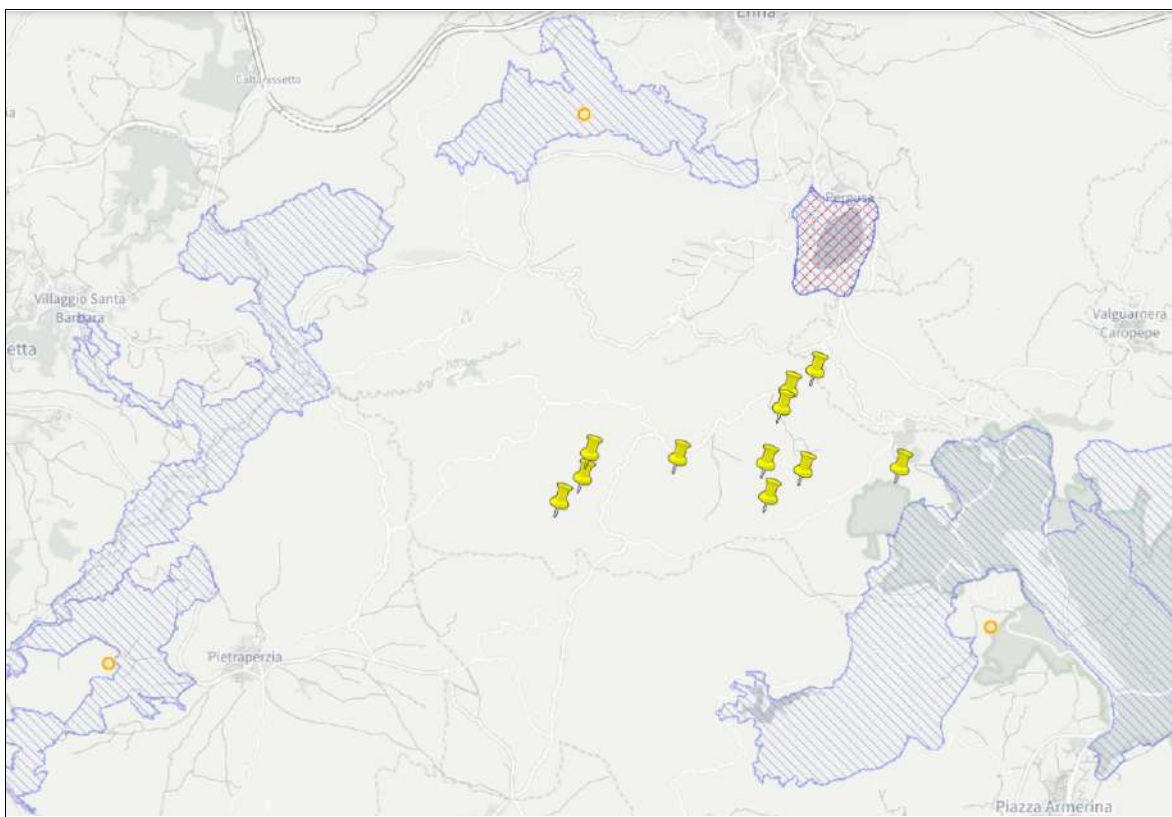 Enna
Caltanissetta
Pergusa
Villaggio Santa
Barbara
etta
Valguarnera
Caropepe
Pietraperzia
Piazza Armerina